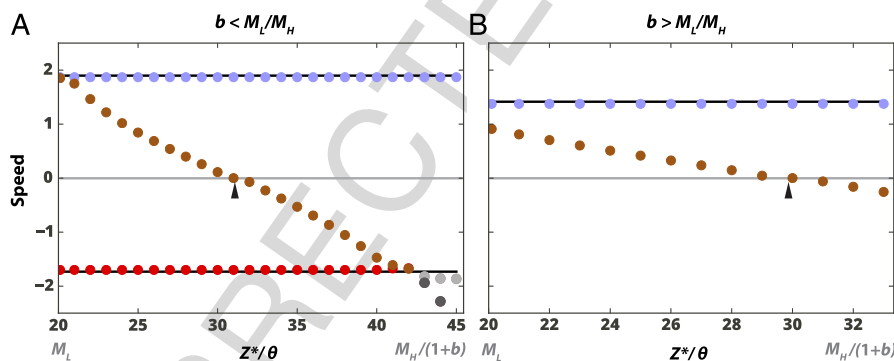 A
b < M_L/M_H
B
b > M_L/M_H
Speed
2
1
0
−1
−2
20 25 30 35 40 45
20 22 24 26 28 30 32
M_L Z*/θ M_H/(1+b)
M_L Z*/θ M_H/(1+b)
RRECTE